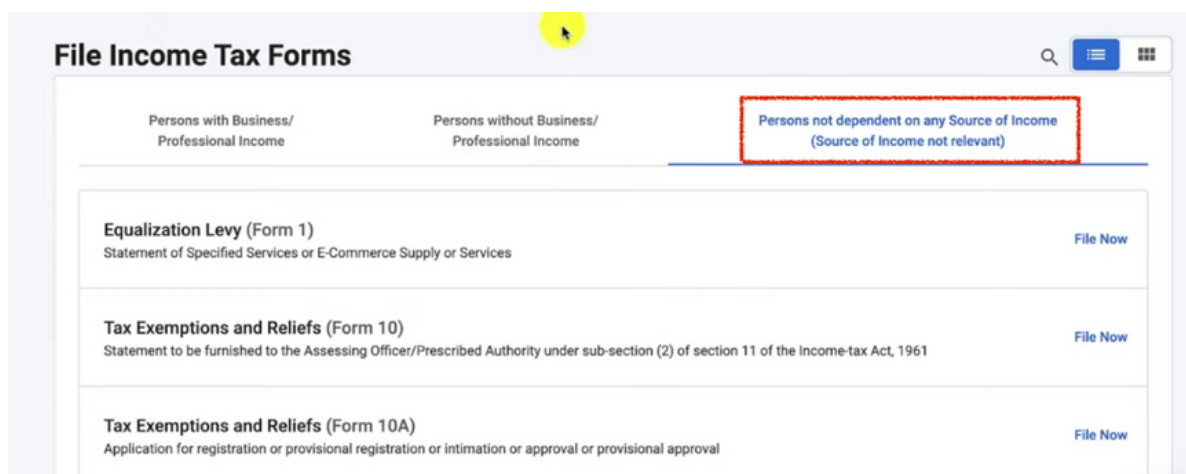 File Income Tax Forms
Persons with Business/
Professional Income
Persons without Business/
Professional Income
Persons not dependent on any Source of Income
(Source of Income not relevant)
Equalization Levy (Form 1)
Statement of Specified Services or E-Commerce Supply or Services
File Now
Tax Exemptions and Reliefs (Form 10)
Statement to be furnished to the Assessing Officer/Prescribed Authority under sub-section (2) of section 11 of the Income-tax Act, 1961
File Now
Tax Exemptions and Reliefs (Form 10A)
Application for registration or provisional registration or intimation or approval or provisional approval
File Now